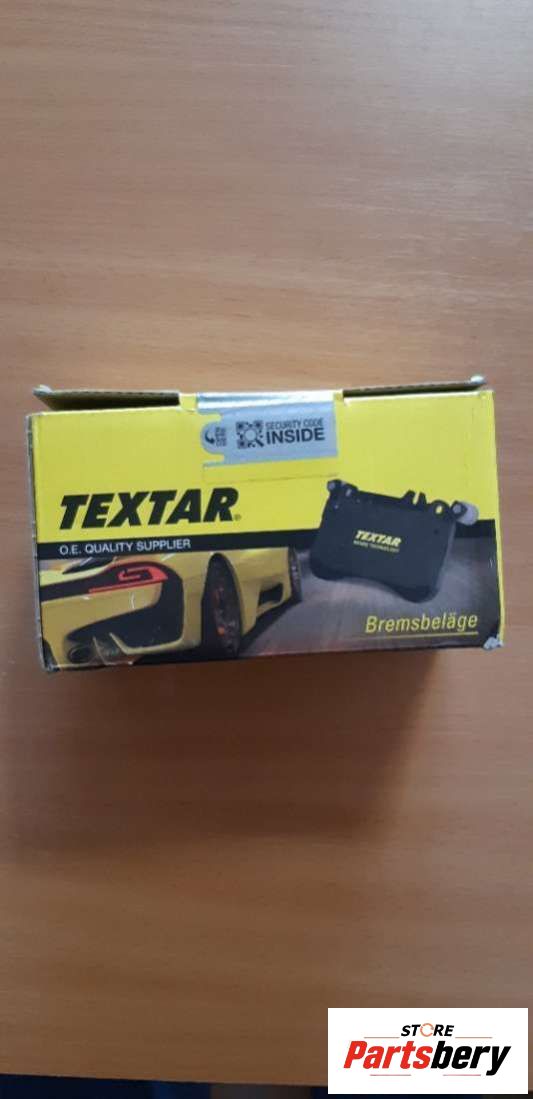 SECURITY CODE
INSIDE
TEXTAR®
O.E. QUALITY SUPPLIER
TEXTAR
Bremsbeläge
STORE
Partsbery